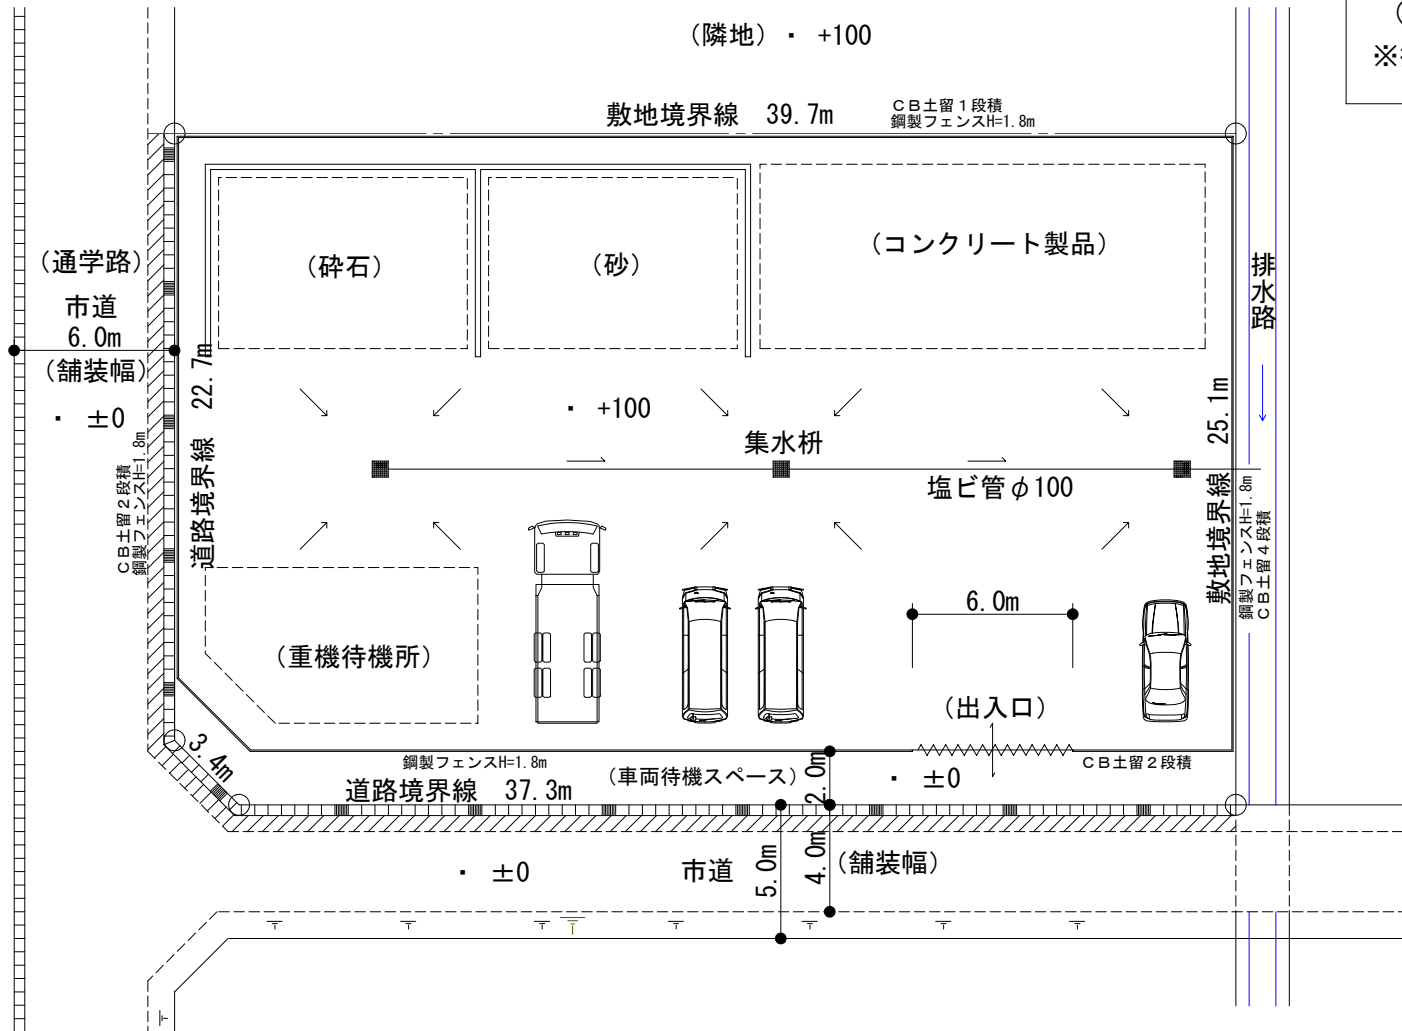 （隣地）・ +100
敷地境界線 39.7m
ＣＢ土留１段積
鋼製フェンスH=1.8m
（通学路）
市道
6.0m
（舗装幅）
・ ±0
（砕石）
（砂）
（コンクリート製品）
排水路
道路境界線 22.7m
ＣＢ土留２段積
鋼製フェンスH=1.8m
・ +100
集水枡
塩ビ管φ100
敷地境界線 25.1m
鋼製フェンスH=1.8m
ＣＢ土留４段積
6.0m
（重機待機所）
（出入口）
3.4m
鋼製フェンスH=1.8m
（車両待機スペース）
2.0m
・ ±0
ＣＢ土留２段積
道路境界線 37.3m
・ ±0
市道
5.0m
4.0m
（舗装幅）